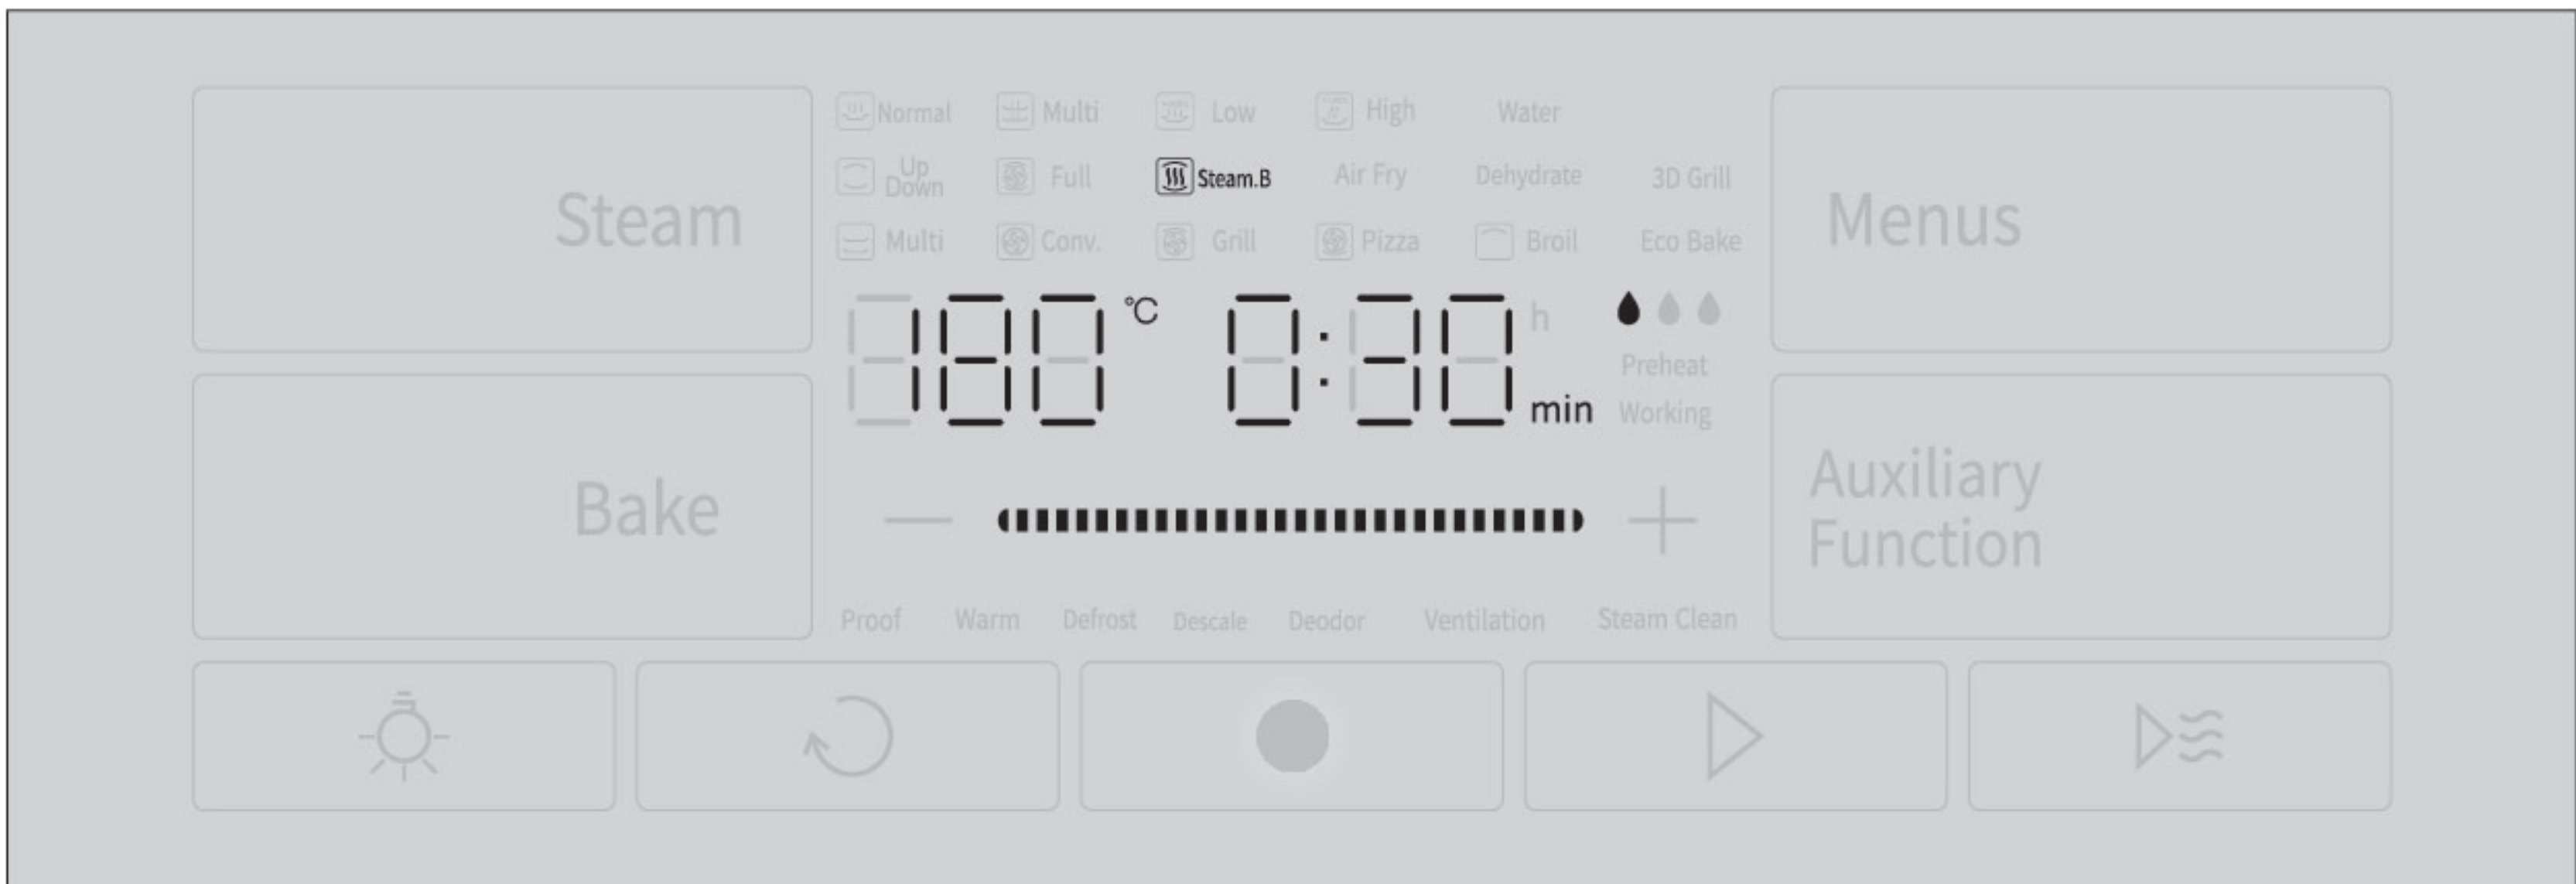 Normal Multi Low High Water
Up Down Full Steam.B Air Fry Dehydrate 3D Grill
Multi Conv. Grill Pizza Broil Eco Bake
Steam
Menus
180 °C 0:30 h min
Preheat
Working
Bake
Auxiliary
Function
Proof Warm Defrost Descale Deodor Ventilation Steam Clean